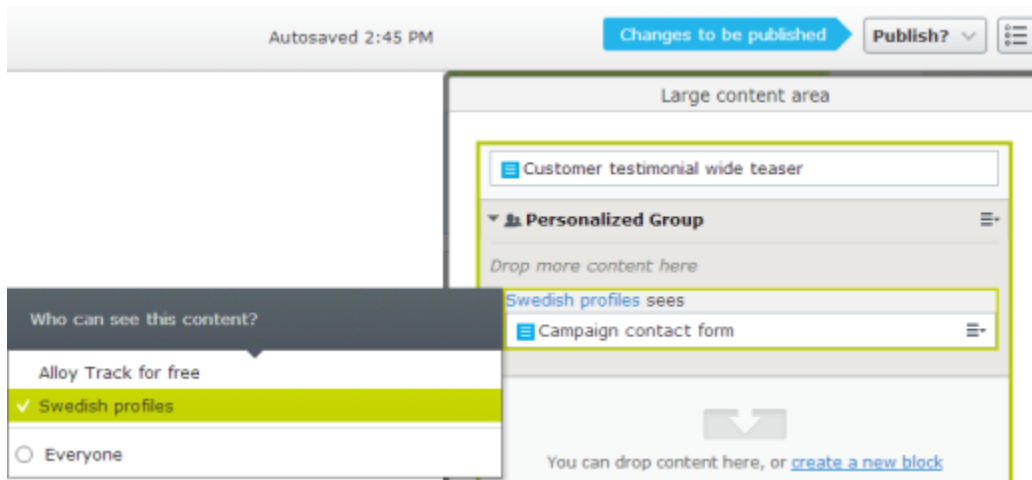 Autosaved 2:45 PM
Changes to be published
Publish?
Large content area
Customer testimonial wide teaser
Personalized Group
Drop more content here
Swedish profiles sees
Campaign contact form
Who can see this content?
Alloy Track for free
Swedish profiles
Everyone
You can drop content here, or create a new block